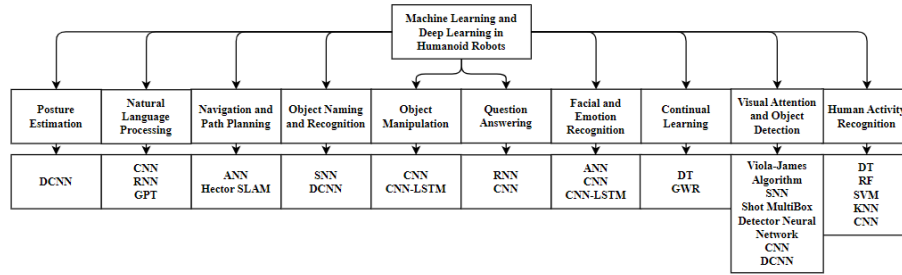 Machine Learning and
Deep Learning in
Humanoid Robots
Posture
Estimation
Natural
Language
Processing
Navigation and
Path Planning
Object Naming
and Recognition
Object
Manipulation
Question
Answering
Facial and
Emotion
Recognition
Continual
Learning
Visual Attention
and Object
Detection
Human Activity
Recognition
DCNN
CNN
RNN
GPT
ANN
Hector SLAM
SNN
DCNN
CNN
CNN-LSTM
RNN
CNN
ANN
CNN
CNN-LSTM
DT
GWR
Viola-James
Algorithm
SNN
Shot MultiBox
Detector Neural
Network
CNN
DCNN
DT
RF
SVM
KNN
CNN